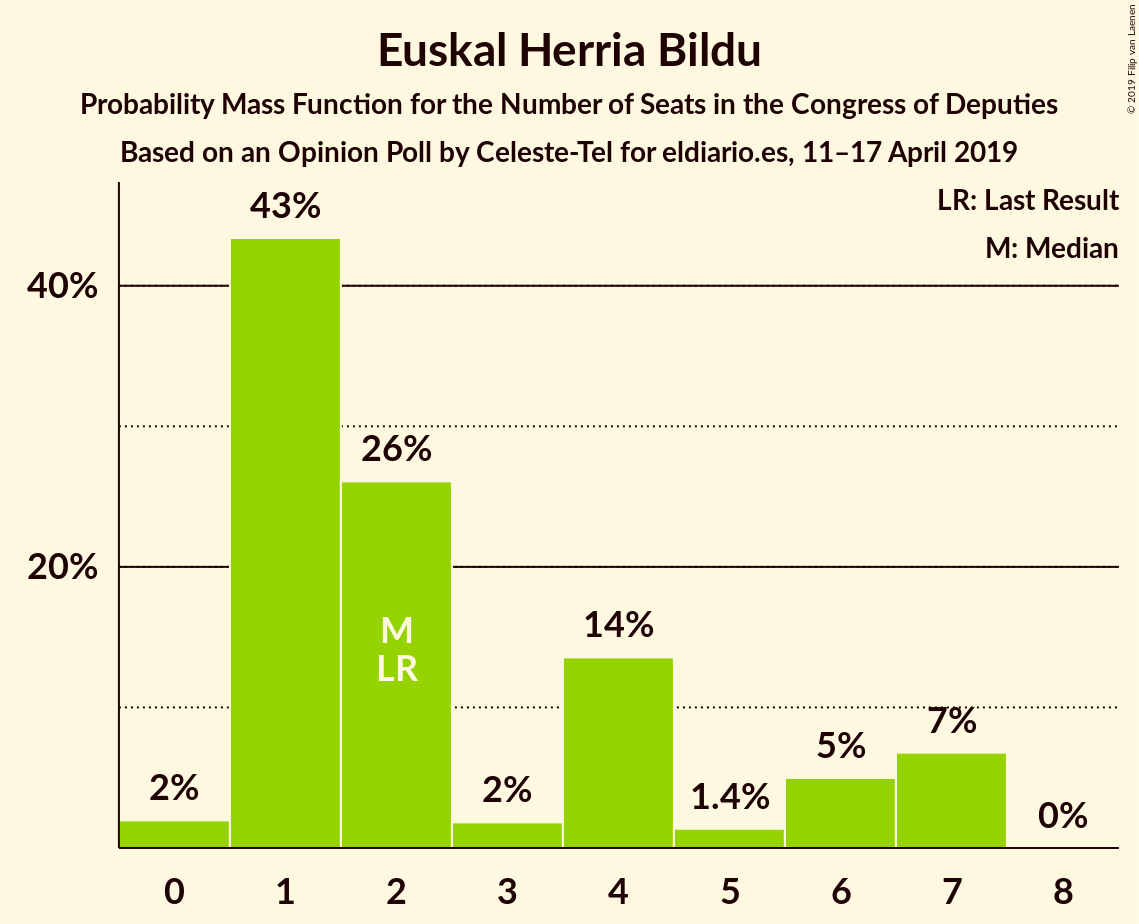 Euskal Herria Bildu
Probability Mass Function for the Number of Seats in the Congress of Deputies
Based on an Opinion Poll by Celeste-Tel for eldiario.es, 11–17 April 2019
© 2019 Filip van Laenen
LR: Last Result
M: Median
43%
40%
26%
20%
M
LR
14%
7%
5%
2%
2%
1.4%
0%
0 1 2 3 4 5 6 7 8